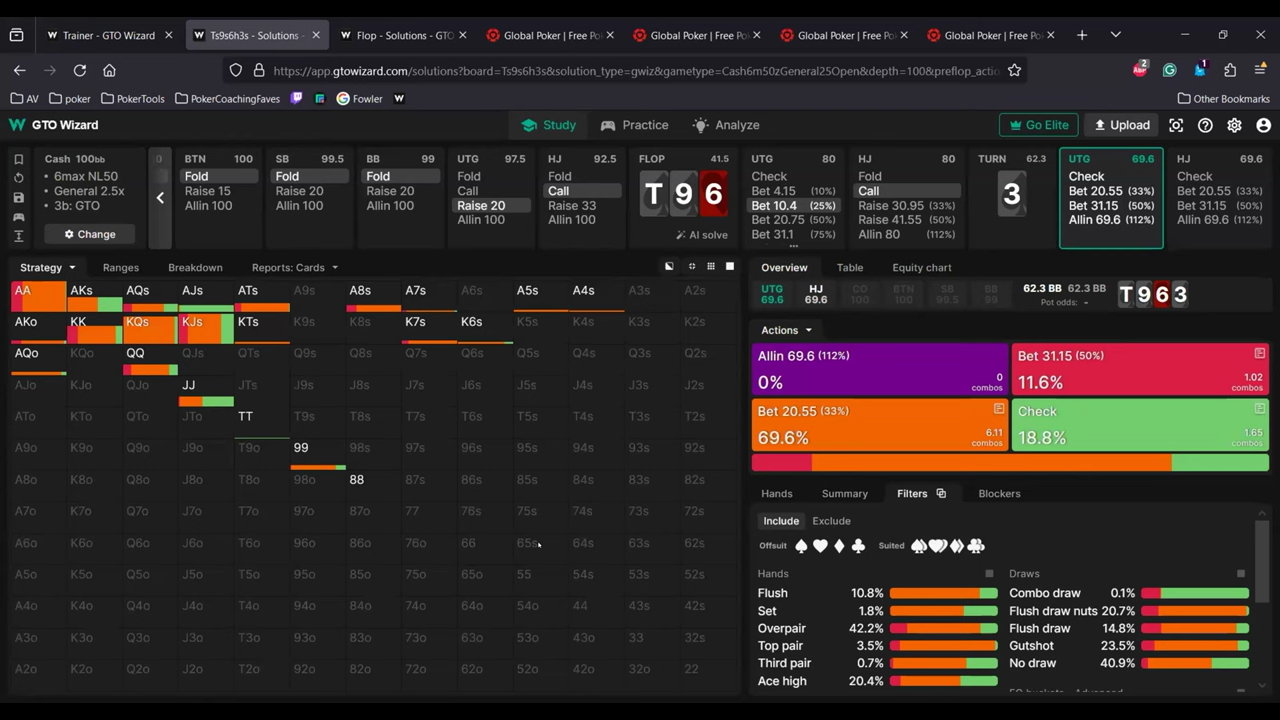 Trainer - GTO Wizard
Ts9s6h3s - Solutions -
Flop - Solutions - GTO
Global Poker | Free Po
Global Poker | Free Po
Global Poker | Free Po
Global Poker | Free Po
https://app.gtowizard.com/solutions?board=Ts9s6h3s&solution_type=gwiz&gametype=Cash6m50zGeneral25Open&depth=100&preflop_actio
AV poker PokerTools PokerCoachingFaves Fowler Other Bookmarks
GTO Wizard Study Practice Analyze Go Elite Upload
Cash 100bb
6max NL50
General 2.5x
3b: GTO
Change
0
BTN 100
Fold
Raise 15
Allin 100
SB 99.5
Fold
Raise 20
Allin 100
BB 99
Fold
Raise 20
Allin 100
UTG 97.5
Fold
Call
Raise 20
Allin 100
HJ 92.5
Fold
Call
Raise 33
Allin 100
FLOP 41.5
T 9 6
AI solve
UTG 80
Check
Bet 4.15 (10%)
Bet 10.4 (25%)
Bet 20.75 (50%)
Bet 31.1 (75%)
...
HJ 80
Fold
Call
Raise 30.95 (33%)
Raise 41.55 (50%)
Allin 80 (112%)
TURN 62.3
3
UTG 69.6
Check
Bet 20.55 (33%)
Bet 31.15 (50%)
Allin 69.6 (112%)
HJ 69.6
Check
Bet 20.55 (33%)
Bet 31.15 (50%)
Allin 69.6 (112%)
Strategy Ranges Breakdown Reports: Cards
AA AKs AQs AJs ATs A9s A8s A7s A6s A5s A4s A3s A2s
AKo KK KQs KJs KTs K9s K8s K7s K6s K5s K4s K3s K2s
AQo KQo QQ QJs QTs Q9s Q8s Q7s Q6s Q5s Q4s Q3s Q2s
AJo KJo QJo JJ JTs J9s J8s J7s J6s J5s J4s J3s J2s
ATo KTo QTo JTo TT T9s T8s T7s T6s T5s T4s T3s T2s
A9o K9o Q9o J9o T9o 99 98s 97s 96s 95s 94s 93s 92s
A8o K8o Q8o J8o T8o 98o 88 87s 86s 85s 84s 83s 82s
A7o K7o Q7o J7o T7o 97o 87o 77 76s 75s 74s 73s 72s
A6o K6o Q6o J6o T6o 96o 86o 76o 66 65s 64s 63s 62s
A5o K5o Q5o J5o T5o 95o 85o 75o 65o 55 54s 53s 52s
A4o K4o Q4o J4o T4o 94o 84o 74o 64o 54o 44 43s 42s
A3o K3o Q3o J3o T3o 93o 83o 73o 63o 53o 43o 33 32s
A2o K2o Q2o J2o T2o 92o 82o 72o 62o 52o 42o 32o 22
Overview Table Equity chart
UTG HJ CO BTN SB BB
69.6 69.6 100 100 99.5 99
62.3 BB 62.3 BB
Pot odds: -
T 9 6 3
Actions
Allin 69.6 (112%)
0%
0
combos
Bet 31.15 (50%)
11.6%
1.02
combos
Bet 20.55 (33%)
69.6%
6.11
combos
Check
18.8%
1.65
combos
Hands Summary Filters Blockers
Include Exclude
Offsuit Suited
Hands
Flush 10.8%
Set 1.8%
Overpair 42.2%
Top pair 3.5%
Third pair 0.7%
Ace high 20.4%
Draws
Combo draw 0.1%
Flush draw nuts 20.7%
Flush draw 14.8%
Gutshot 23.5%
No draw 40.9%